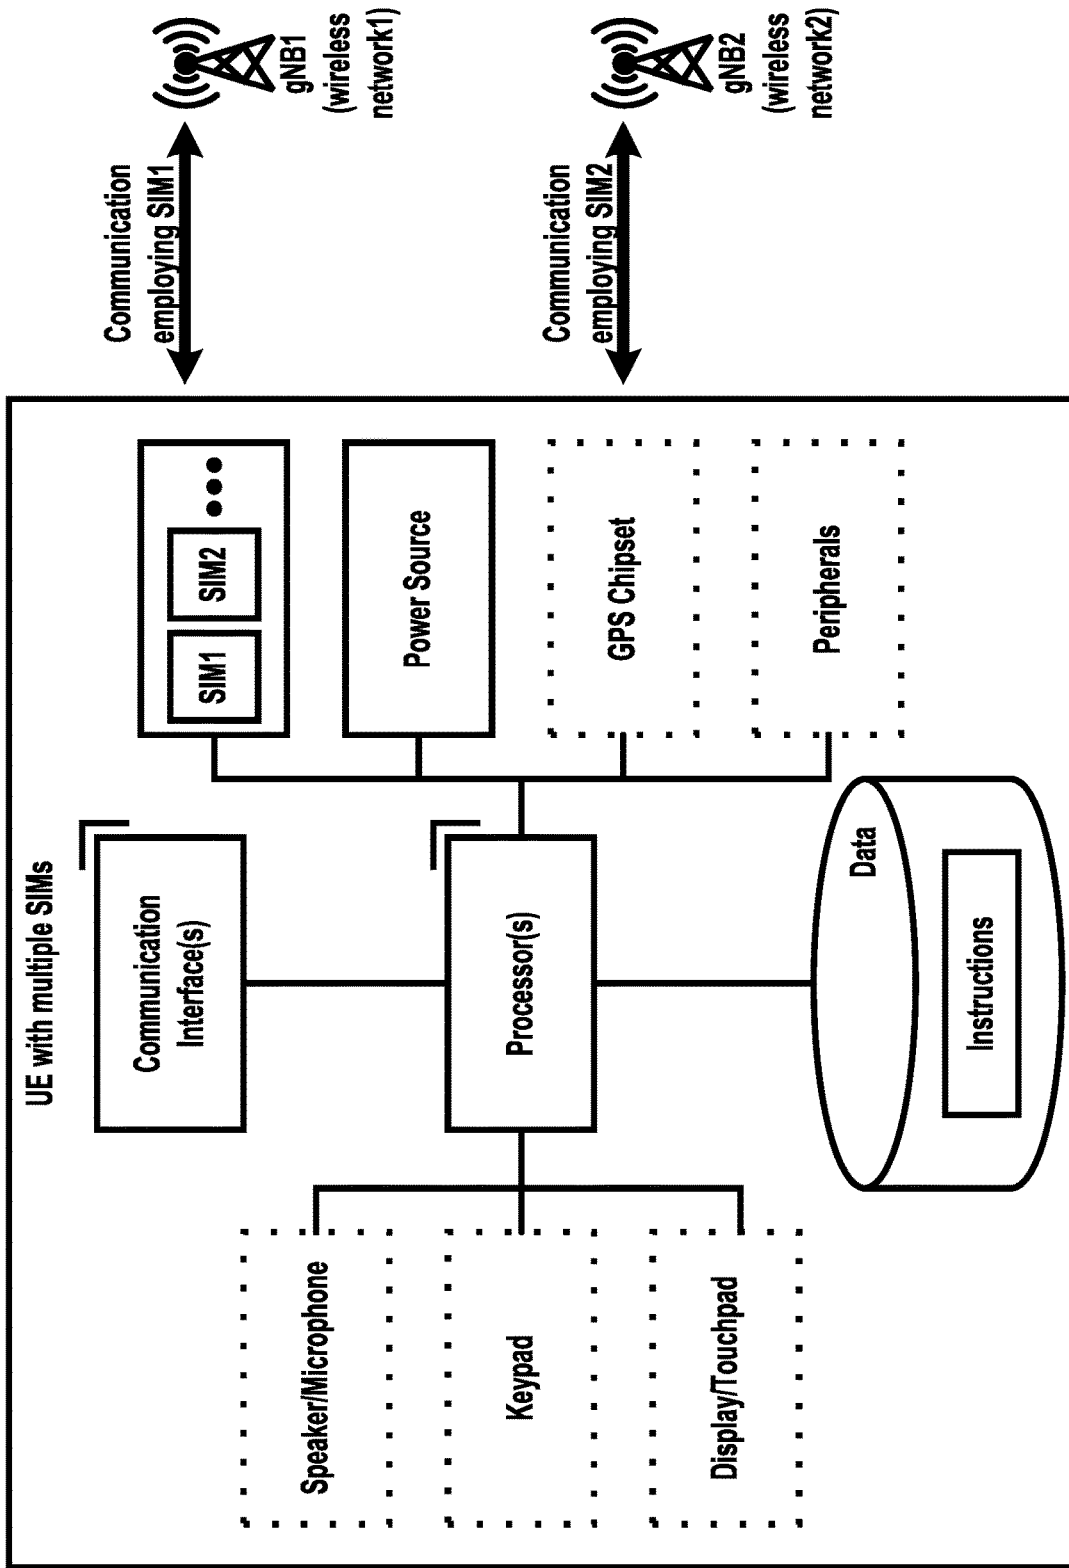 UE with multiple SIMs
Speaker/Microphone
Keypad
Display/Touchpad
Communication
Interface(s)
Processor(s)
Data
Instructions
SIM1
SIM2
Power Source
GPS Chipset
Peripherals
Communication
employing SIM1
gNB1
(wireless
network1)
Communication
employing SIM2
gNB2
(wireless
network2)